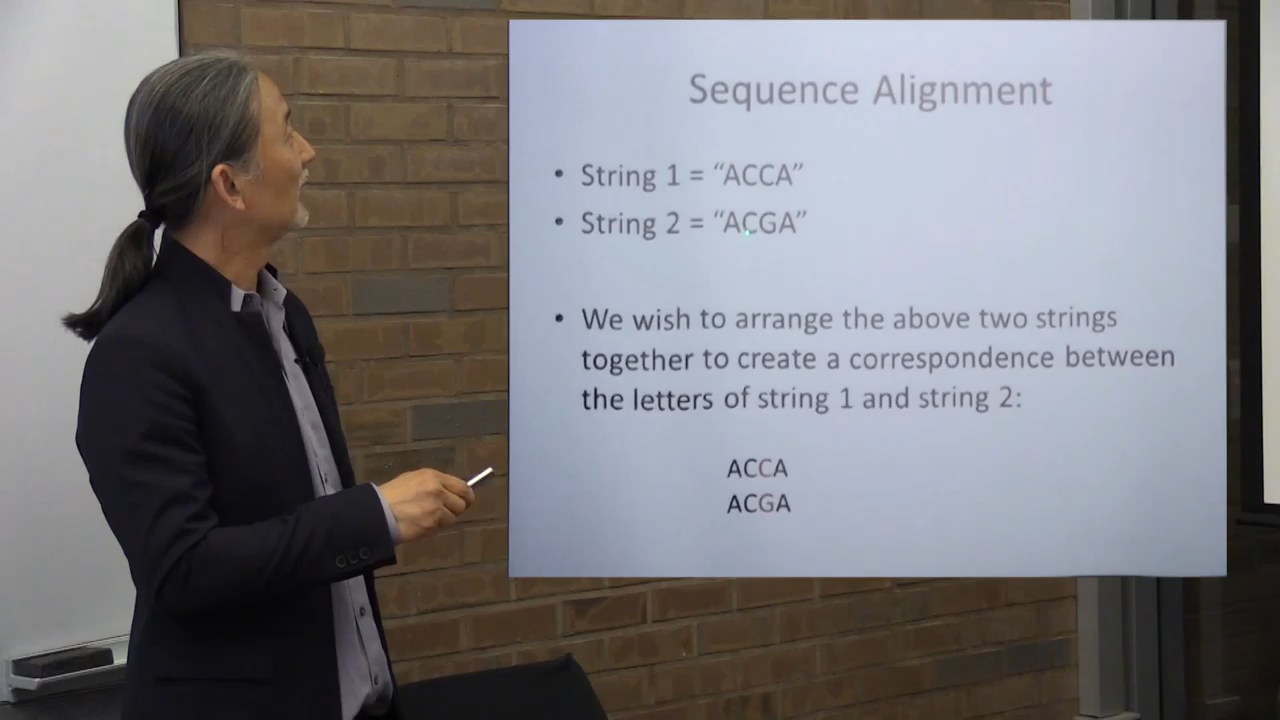 Sequence Alignment
• String 1 = “ACCA”
• String 2 = “ACGA”
• We wish to arrange the above two strings
together to create a correspondence between
the letters of string 1 and string 2:
ACCA
ACGA